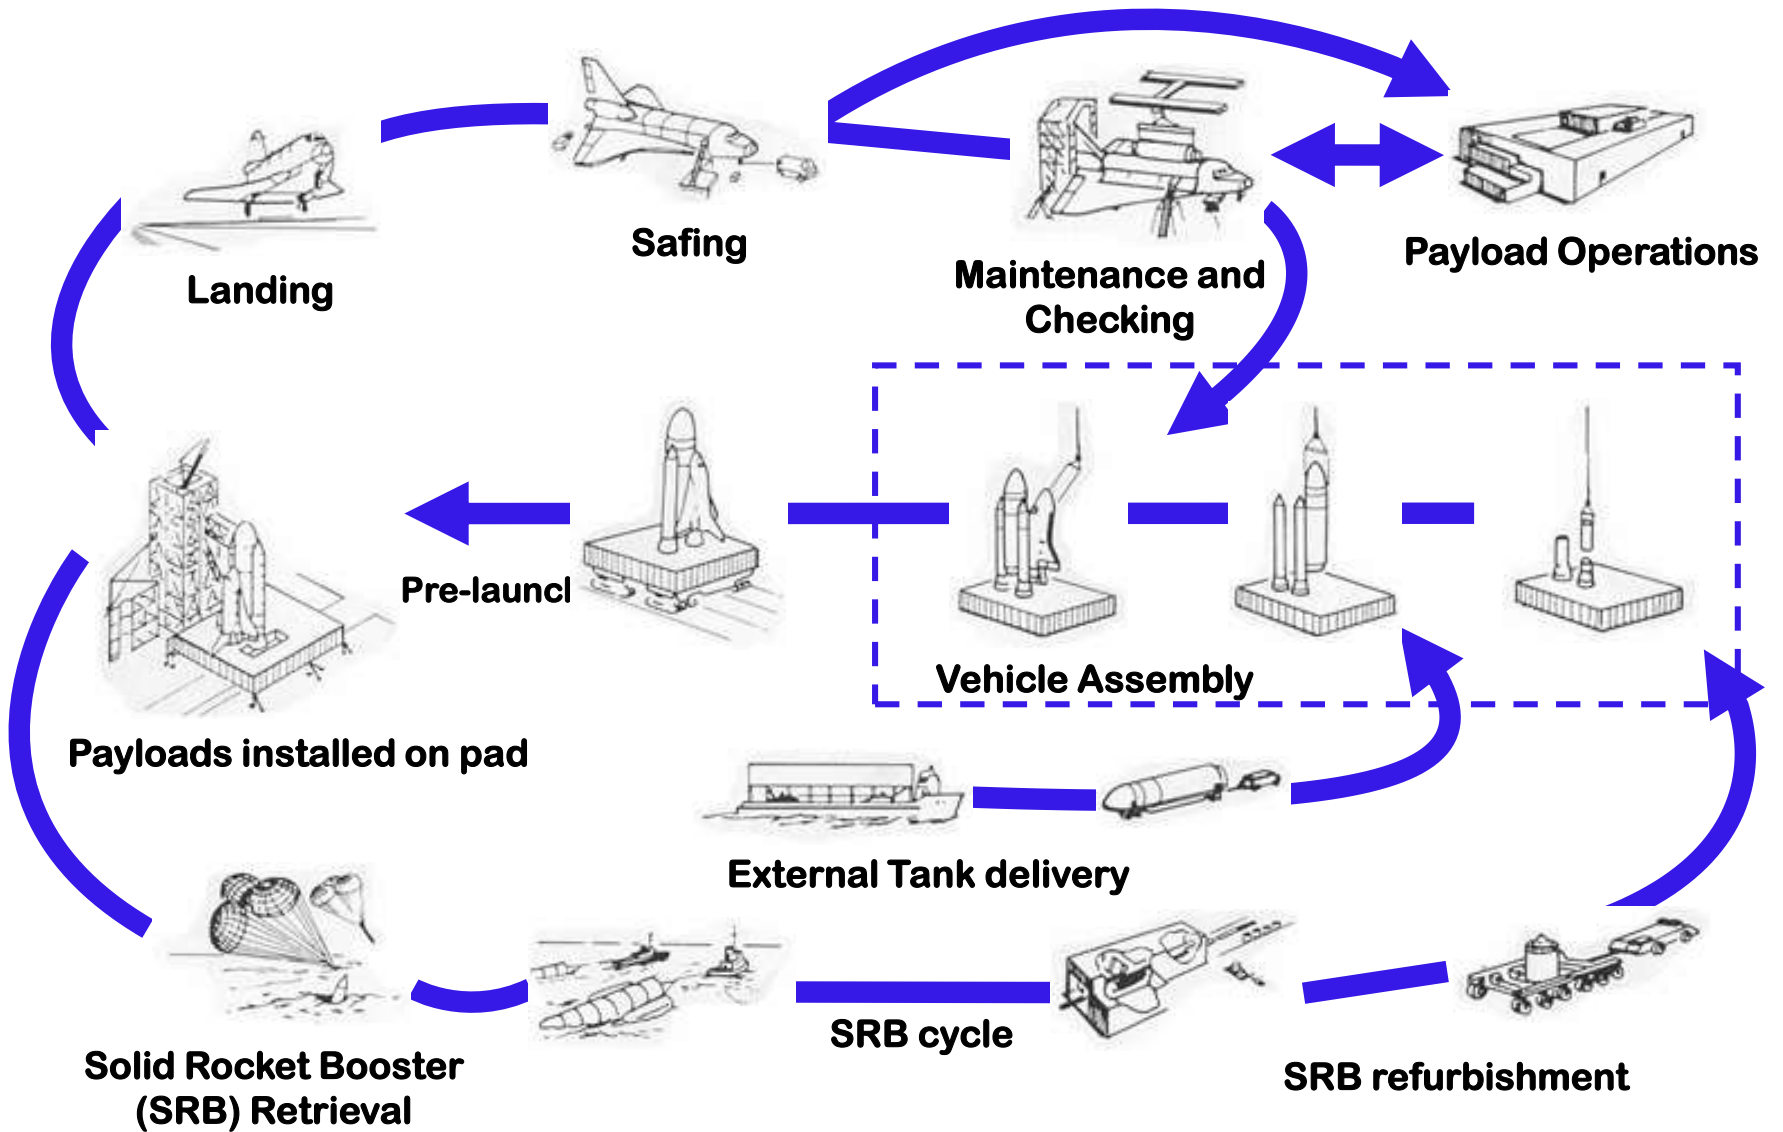 Landing
Safing
Maintenance and
Checking
Payload Operations
Pre-launcl
Vehicle Assembly
Payloads installed on pad
External Tank delivery
SRB cycle
Solid Rocket Booster
(SRB) Retrieval
SRB refurbishment